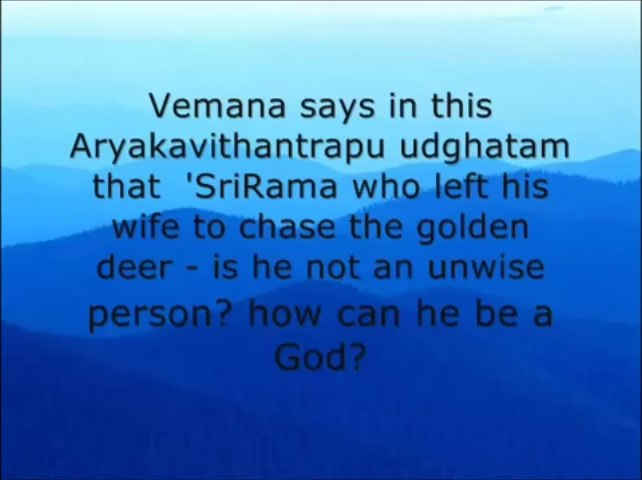 Vemana says in this
Aryakavithantrapu udghatam
that 'SriRama who left his
wife to chase the golden
deer - is he not an unwise
person? how can he be a
God?